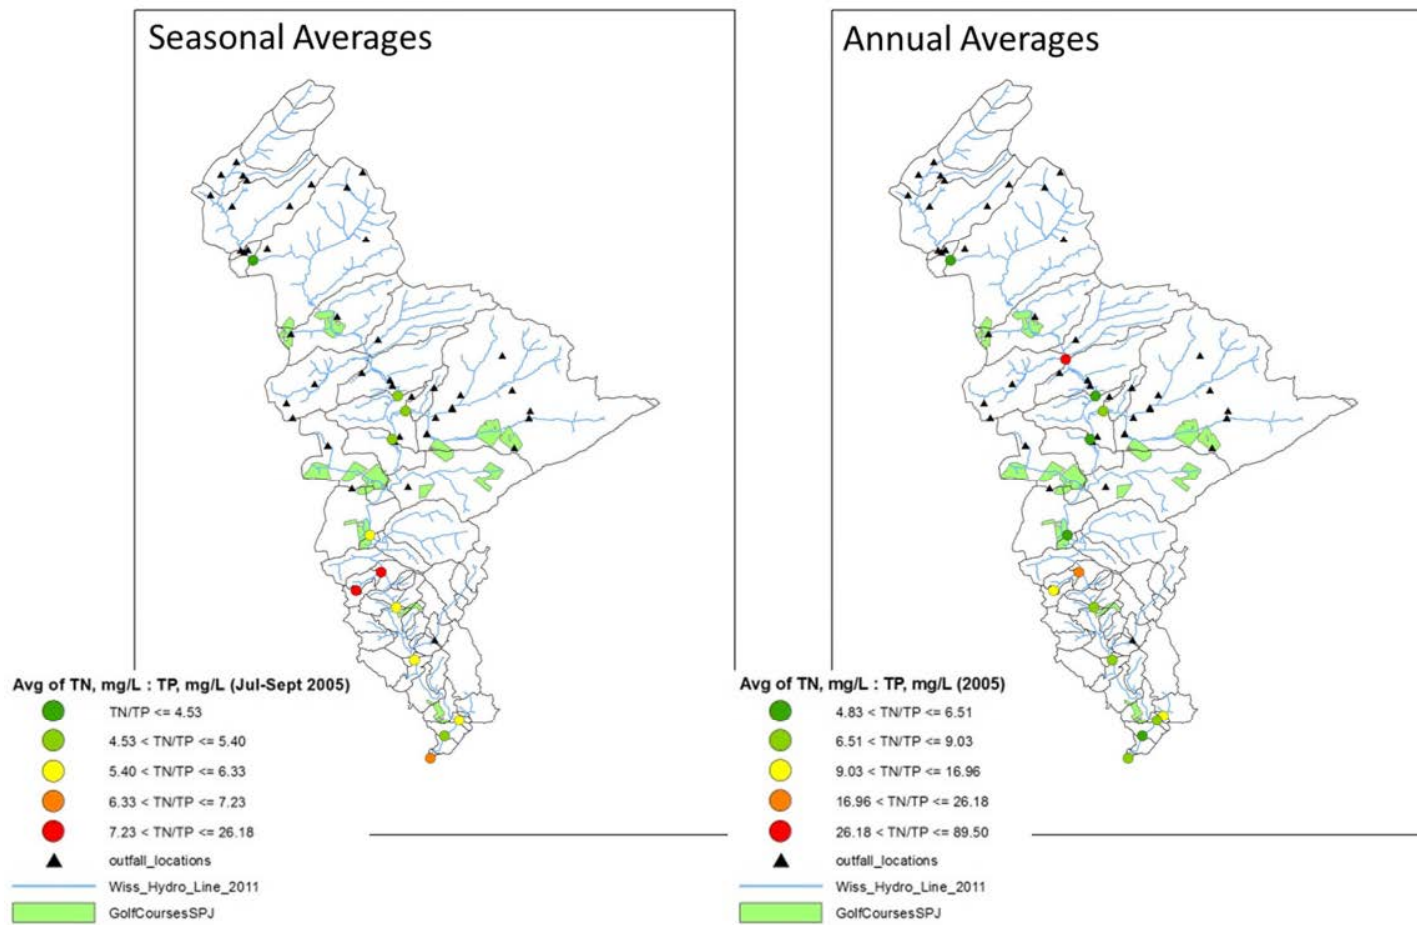 Seasonal Averages
Avg of TN, mg/L : TP, mg/L (Jul-Sept 2005)
TN/TP <= 4.53
4.53 < TN/TP <= 5.40
5.40 < TN/TP <= 6.33
6.33 < TN/TP <= 7.23
7.23 < TN/TP <= 26.18
outfall_locations
Wiss_Hydro_Line_2011
GolfCoursesSPJ
Annual Averages
Avg of TN, mg/L : TP, mg/L (2005)
4.83 < TN/TP <= 6.51
6.51 < TN/TP <= 9.03
9.03 < TN/TP <= 16.96
16.96 < TN/TP <= 26.18
26.18 < TN/TP <= 89.50
outfall_locations
Wiss_Hydro_Line_2011
GolfCoursesSPJ